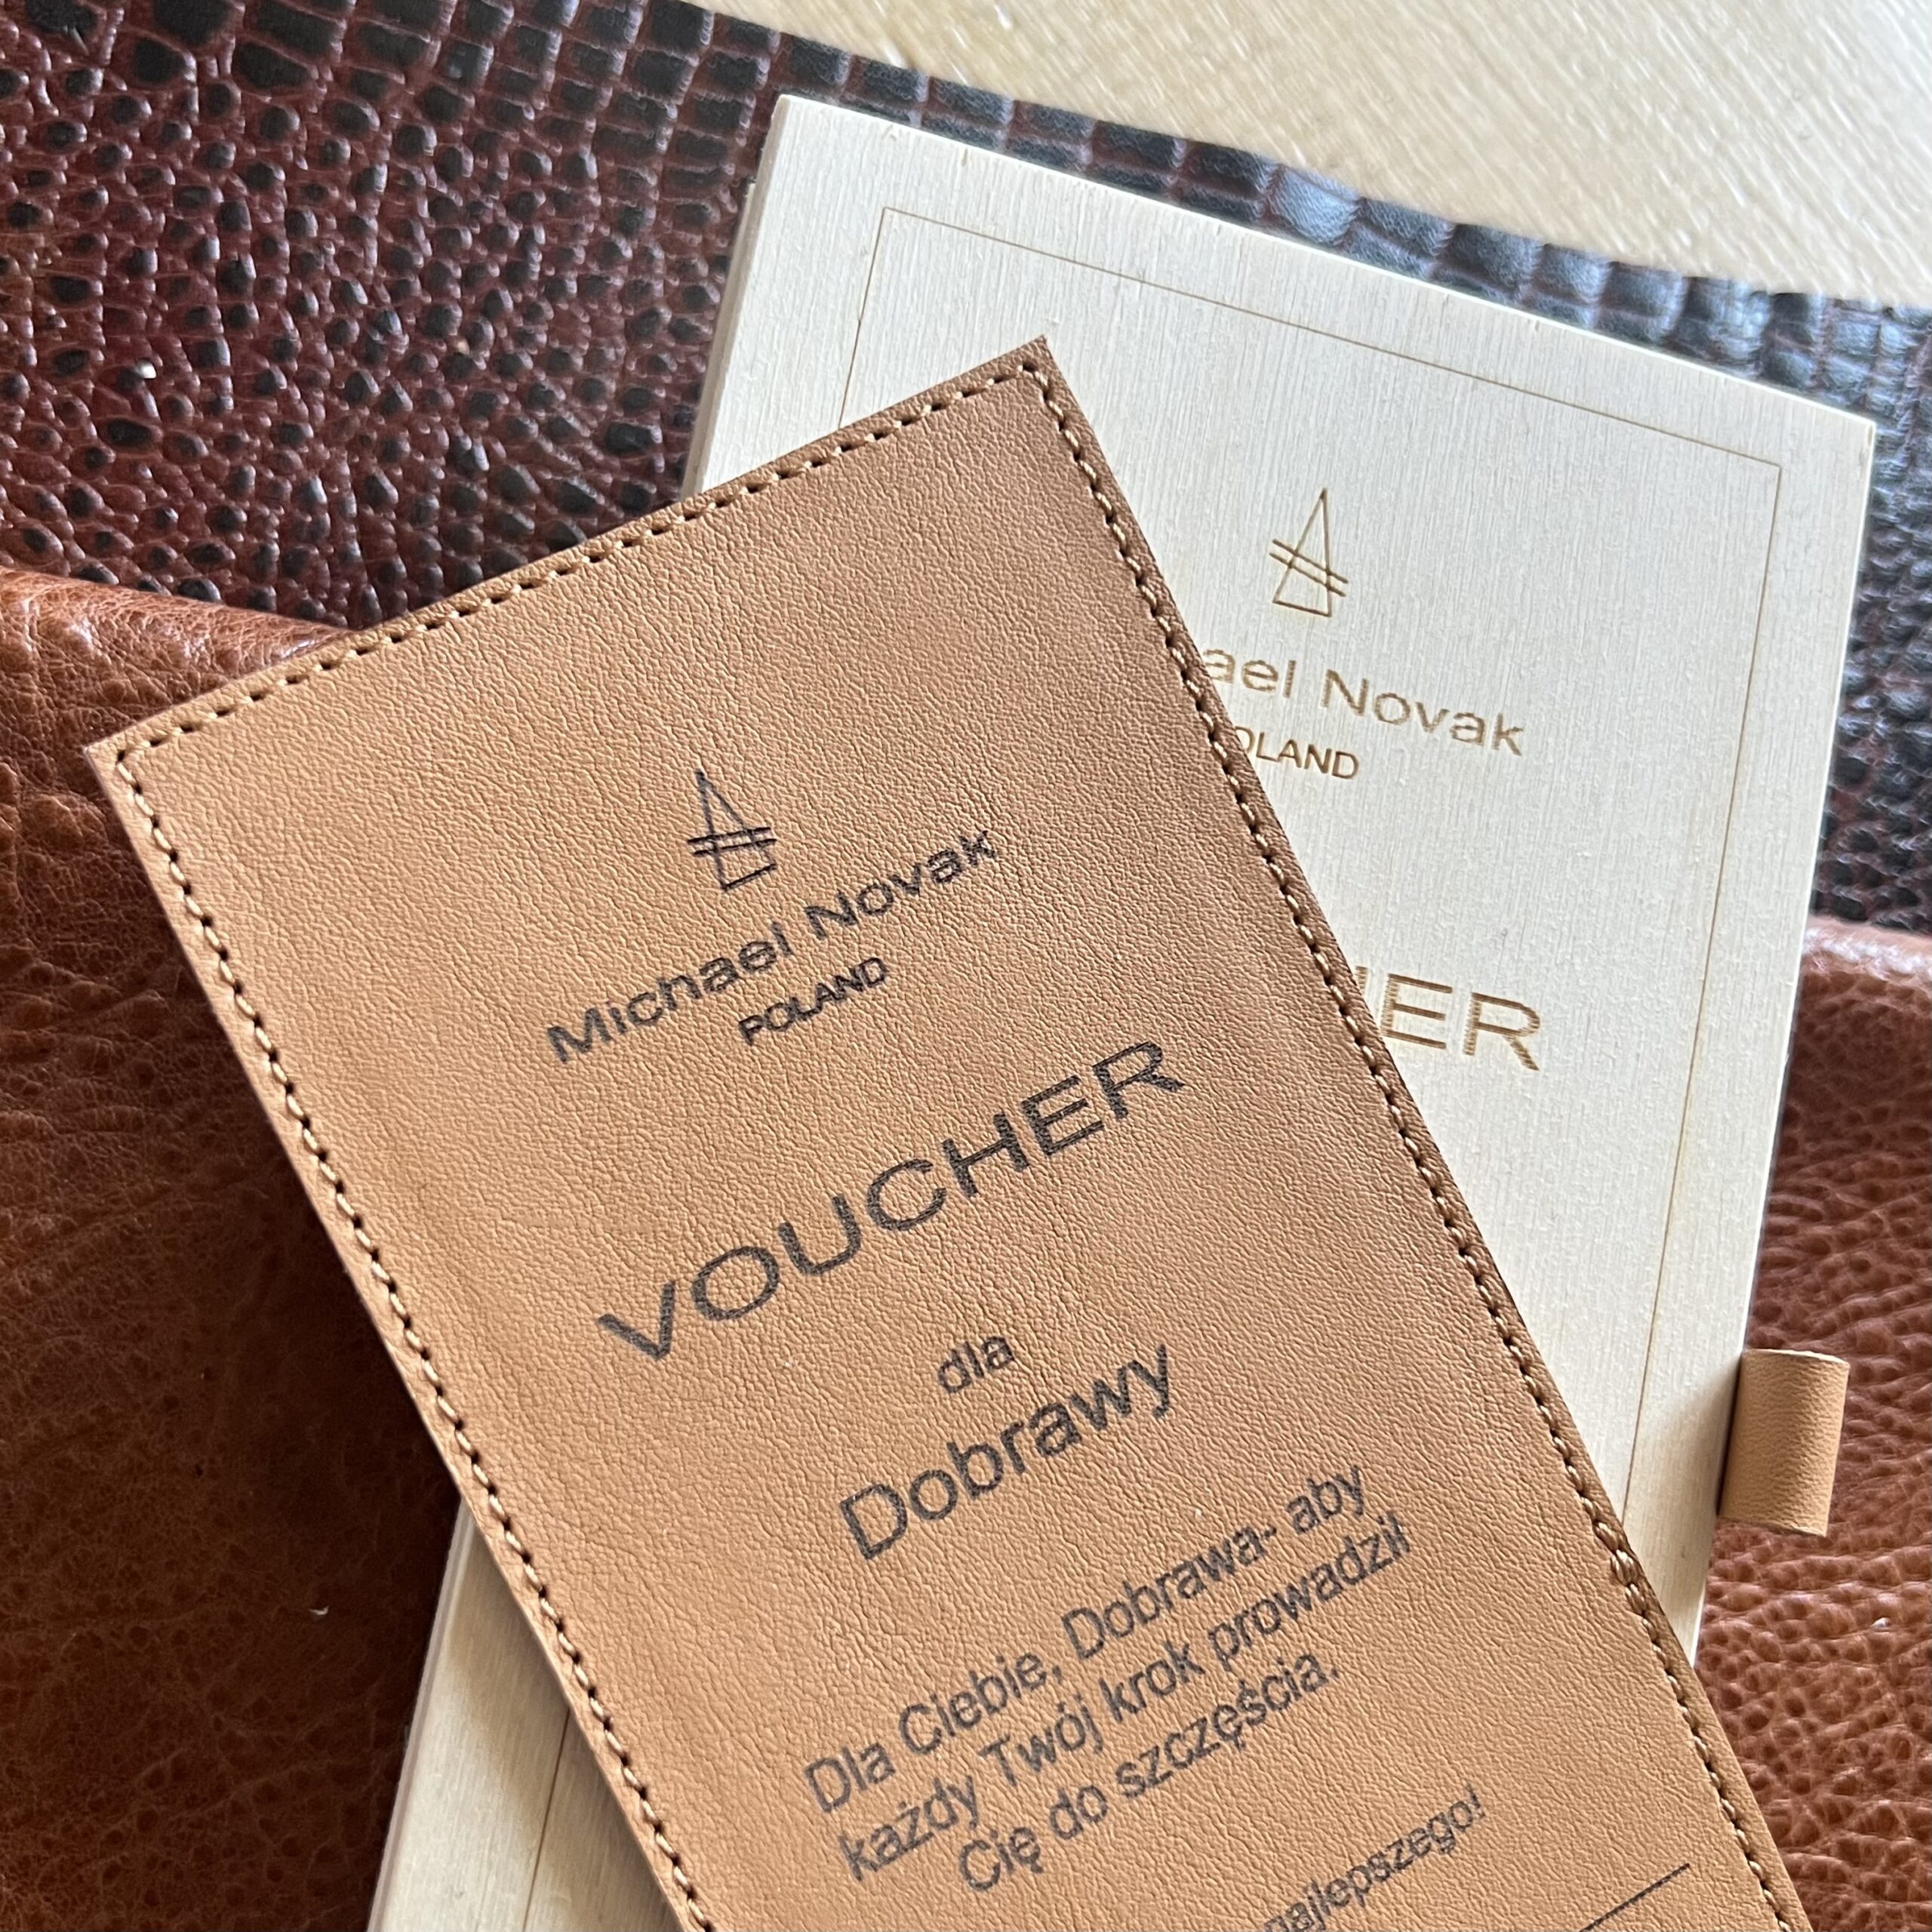 Michael Novak
POLAND
VOUCHER
dla
Dobrawy
Dla Ciebie, Dobrawa- aby
każdy Twój krok prowadził
Cię do szczęścia.
najlepszego!
ael Novak
OLAND
HER